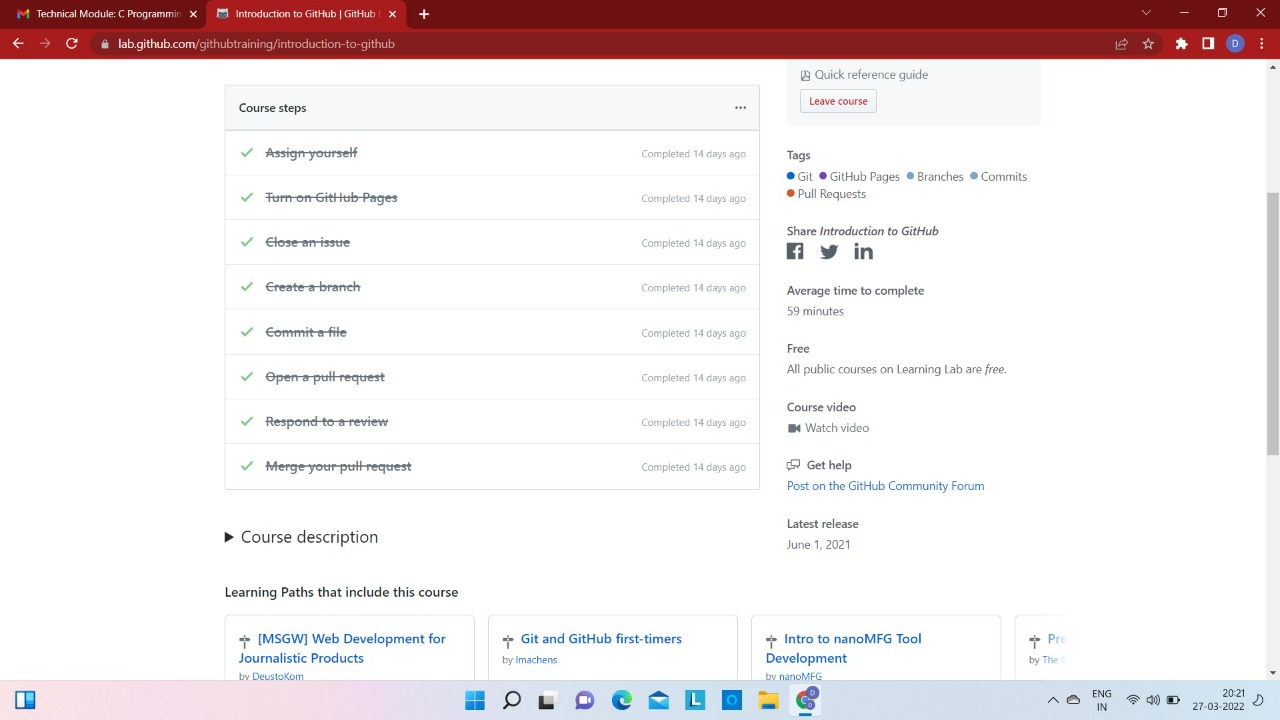 Technical Module: C Programmin
Introduction to GitHub | GitHub L
lab.github.com/githubtraining/introduction-to-github
D
Quick reference guide
Leave course
Course steps
Assign yourself Completed 14 days ago
Turn on GitHub Pages Completed 14 days ago
Close an issue Completed 14 days ago
Create a branch Completed 14 days ago
Commit a file Completed 14 days ago
Open a pull request Completed 14 days ago
Respond to a review Completed 14 days ago
Merge your pull request Completed 14 days ago
Tags
Git GitHub Pages Branches Commits
Pull Requests
Share Introduction to GitHub
Average time to complete
59 minutes
Free
All public courses on Learning Lab are free.
Course video
Watch video
Get help
Post on the GitHub Community Forum
Latest release
June 1, 2021
Course description
Learning Paths that include this course
[MSGW] Web Development for
Journalistic Products
by DeustoKom
Git and GitHub first-timers
by lmachens
Intro to nanoMFG Tool
Development
by nanoMFG
Pre
by The
ENG
IN
20:21
27-03-2022